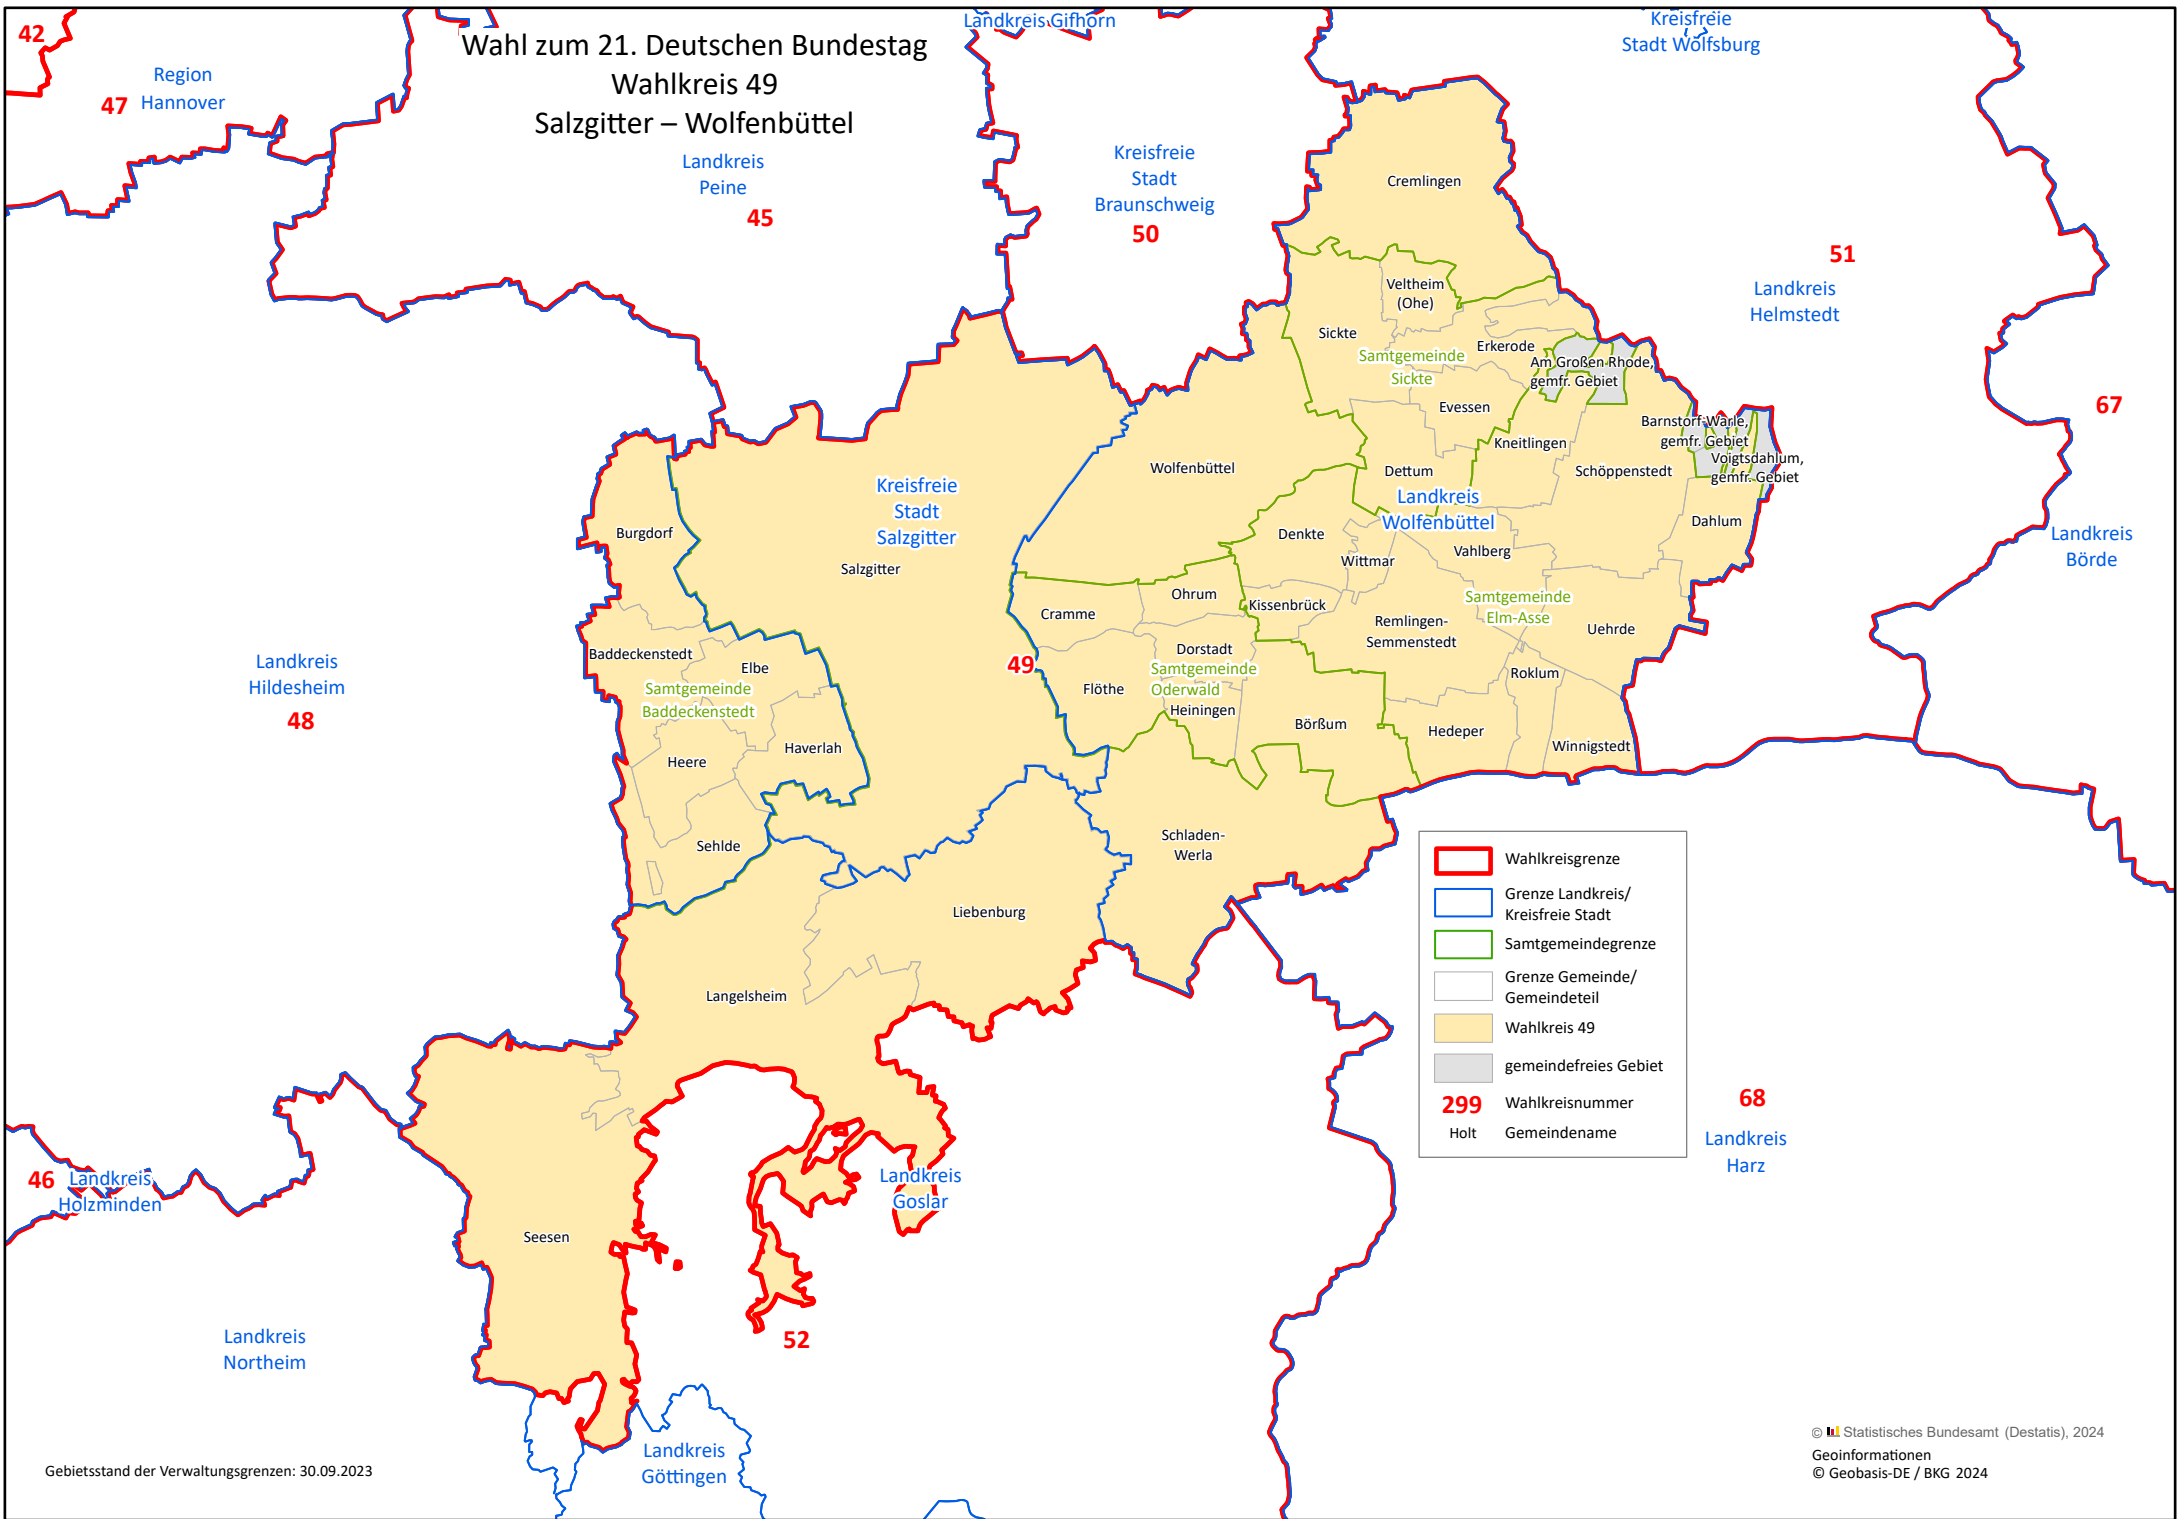 Wahl zum 21. Deutschen Bundestag
Wahlkreis 49
Salzgitter – Wolfenbüttel
42
Region
Hannover
47
Landkreis
Peine
45
Landkreis Gifhorn
Kreisfreie
Stadt
Braunschweig
50
Kreisfreie
Stadt Wolfsburg
51
Landkreis
Helmstedt
67
Landkreis
Börde
Cremlingen
Veltheim
(Ohe)
Sickte
Samtgemeinde
Sickte
Erkerode
Am Großen Rhode,
gemfr. Gebiet
Evessen
Kneitlingen
Barnstorf-Warle,
gemfr. Gebiet
Voigtsdahlum,
gemfr. Gebiet
Schöppenstedt
Dettum
Wolfenbüttel
Landkreis
Wolfenbüttel
Dahlum
Denkte
Wittmar
Vahlberg
Kreisfreie
Stadt
Salzgitter
Salzgitter
Burgdorf
Cramme
Ohrum
Kissenbrück
Samtgemeinde
Elm-Asse
Remlingen-
Semmenstedt
Uehrde
Baddeckenstedt
Elbe
Samtgemeinde
Baddeckenstedt
49
Dorstadt
Samtgemeinde
Oderwald
Flöthe
Heiningen
Börßum
Roklum
Hedeper
Winnigstedt
Landkreis
Hildesheim
48
Heere
Haverlah
Sehlde
Schladen-
Werla
Liebenburg
Langelsheim
Landkreis
Goslar
Seesen
52
46
Landkreis
Holzminden
Landkreis
Northeim
Landkreis
Göttingen
68
Landkreis
Harz
Wahlkreisgrenze
Grenze Landkreis/
Kreisfreie Stadt
Samtgemeindegrenze
Grenze Gemeinde/
Gemeindeteil
Wahlkreis 49
gemeindefreies Gebiet
299 Wahlkreisnummer
Holt Gemeindename
Gebietsstand der Verwaltungsgrenzen: 30.09.2023
© Statistisches Bundesamt (Destatis), 2024
Geoinformationen
© Geobasis-DE / BKG 2024